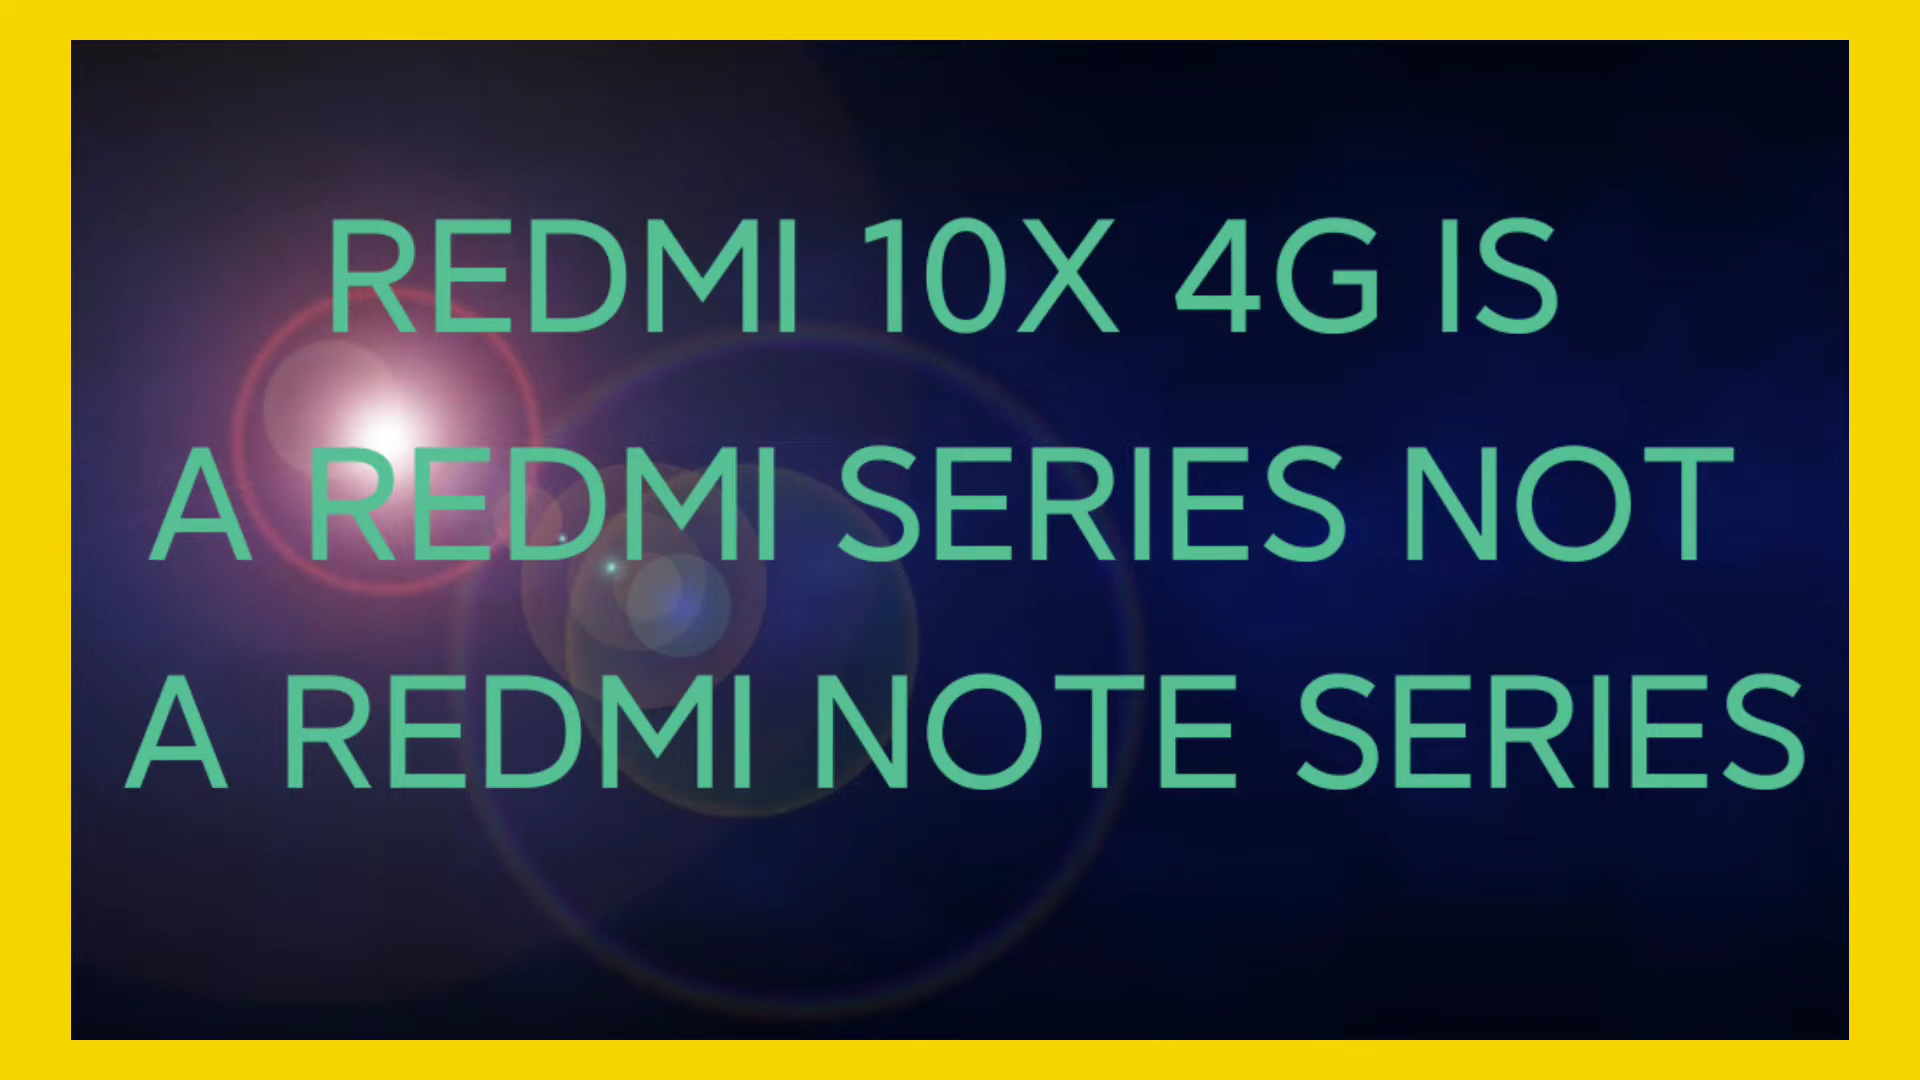 REDMI 10X 4G IS
A REDMI SERIES NOT
A REDMI NOTE SERIES